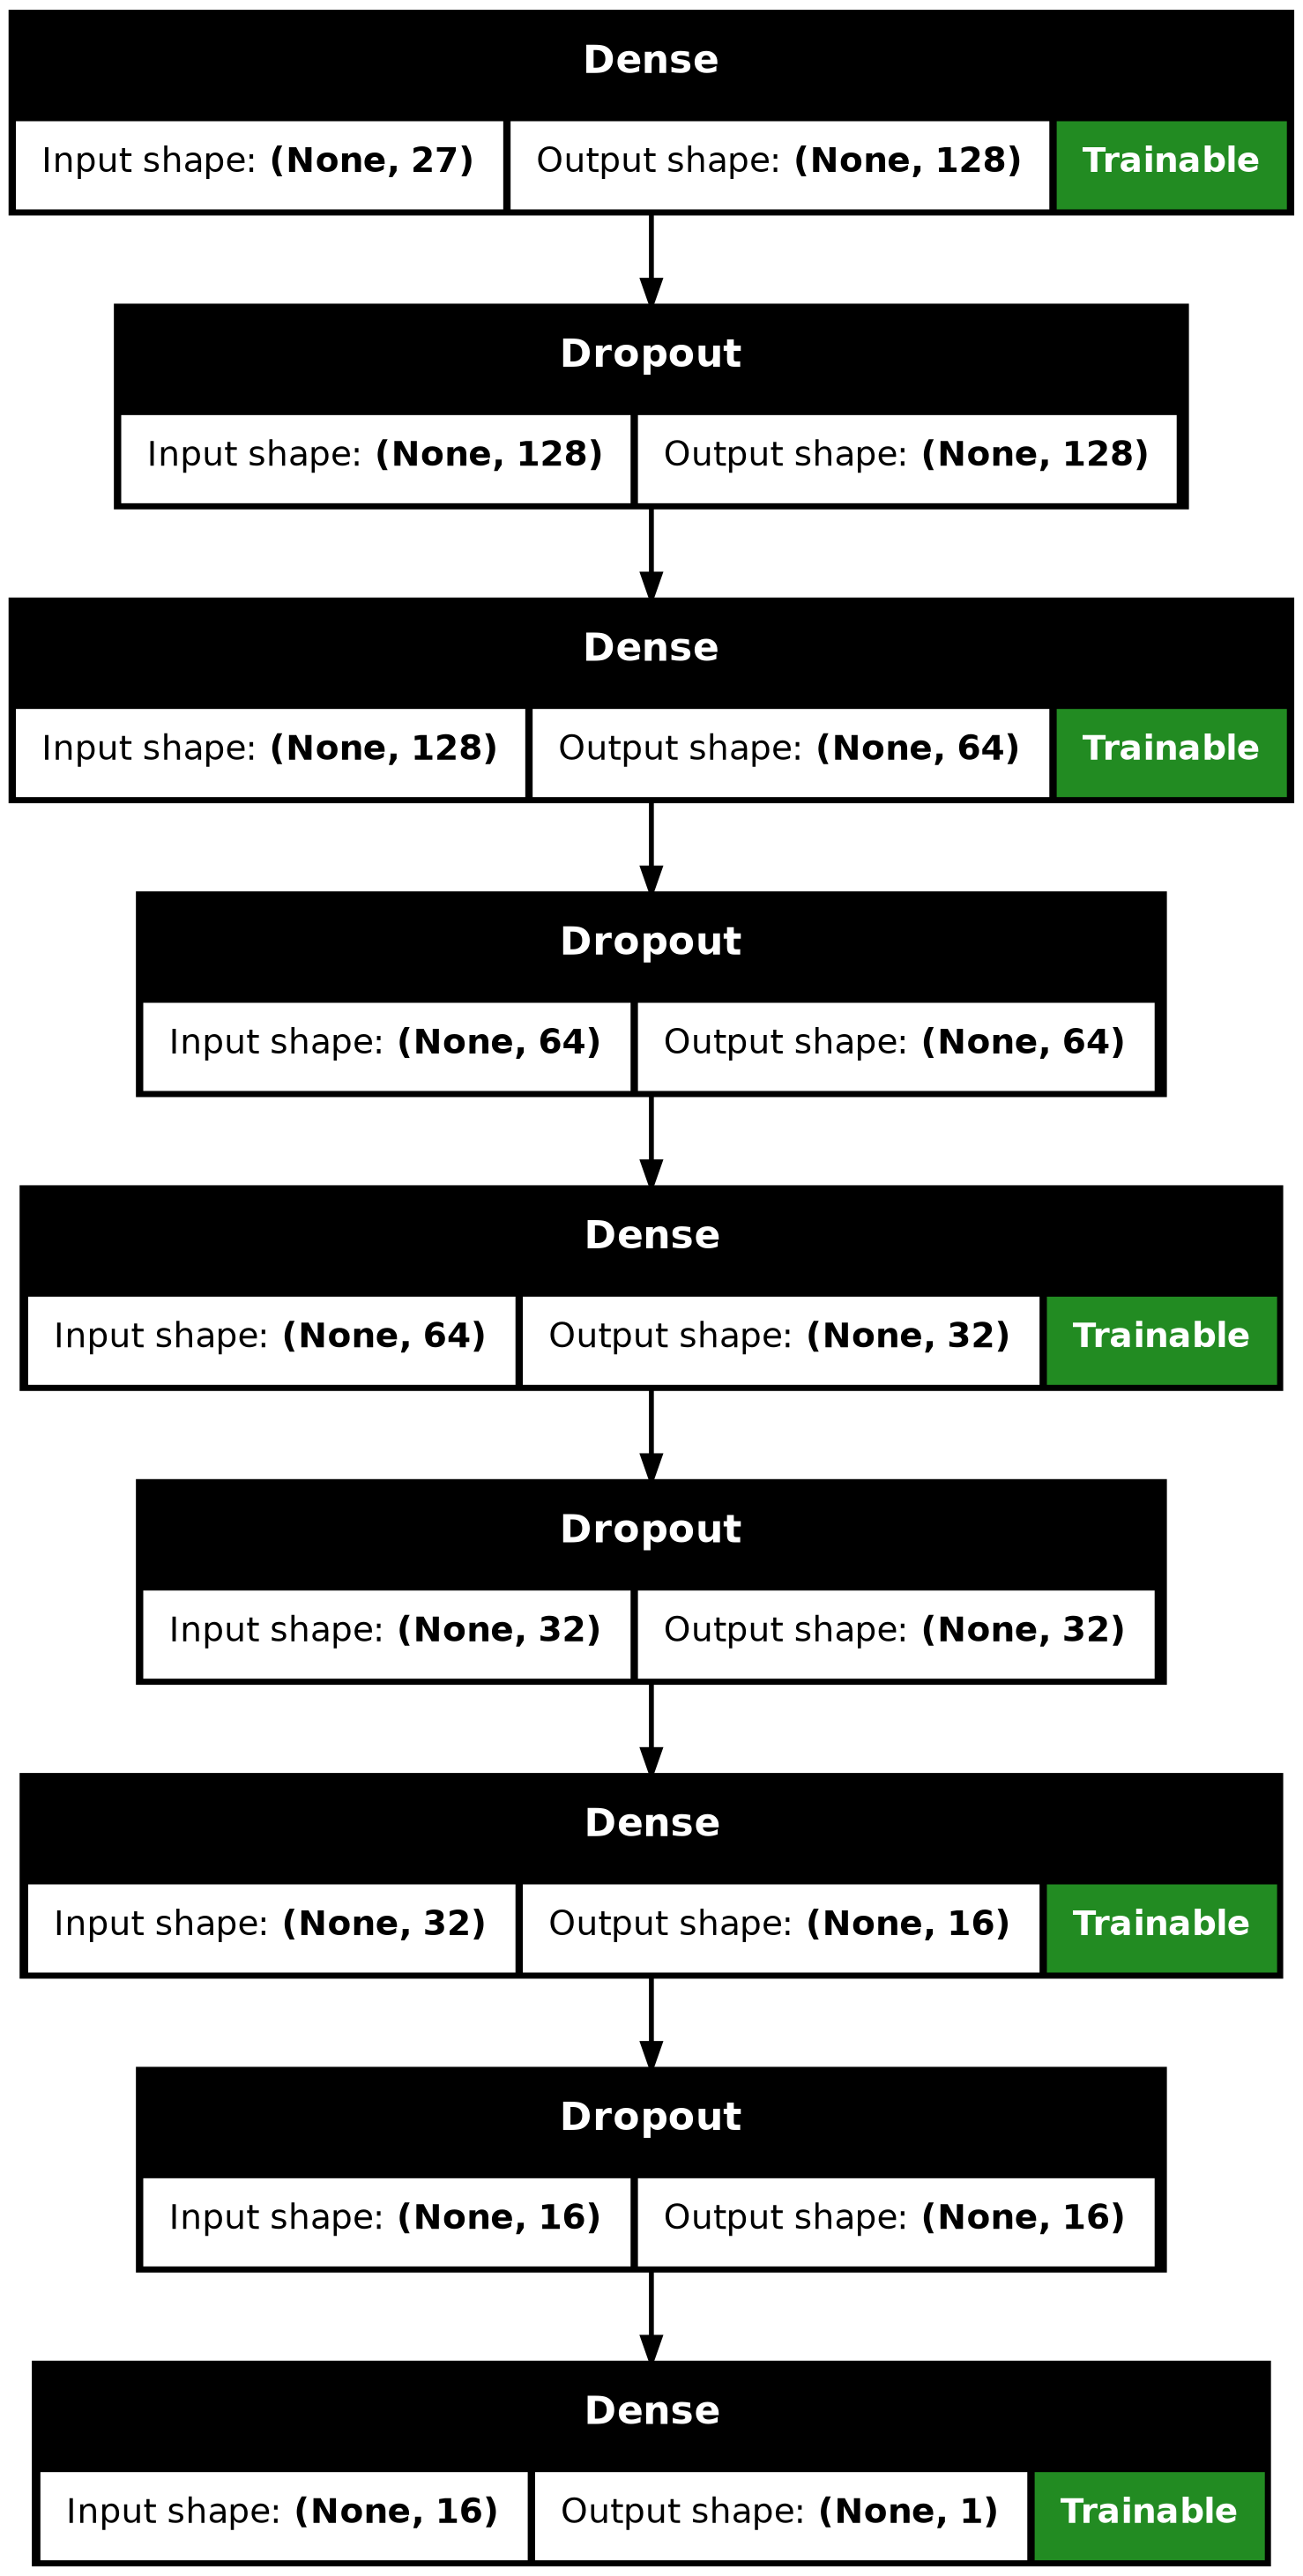 Dense
Input shape: (None, 27) Output shape: (None, 128) Trainable
Dropout
Input shape: (None, 128) Output shape: (None, 128)
Dense
Input shape: (None, 128) Output shape: (None, 64) Trainable
Dropout
Input shape: (None, 64) Output shape: (None, 64)
Dense
Input shape: (None, 64) Output shape: (None, 32) Trainable
Dropout
Input shape: (None, 32) Output shape: (None, 32)
Dense
Input shape: (None, 32) Output shape: (None, 16) Trainable
Dropout
Input shape: (None, 16) Output shape: (None, 16)
Dense
Input shape: (None, 16) Output shape: (None, 1) Trainable